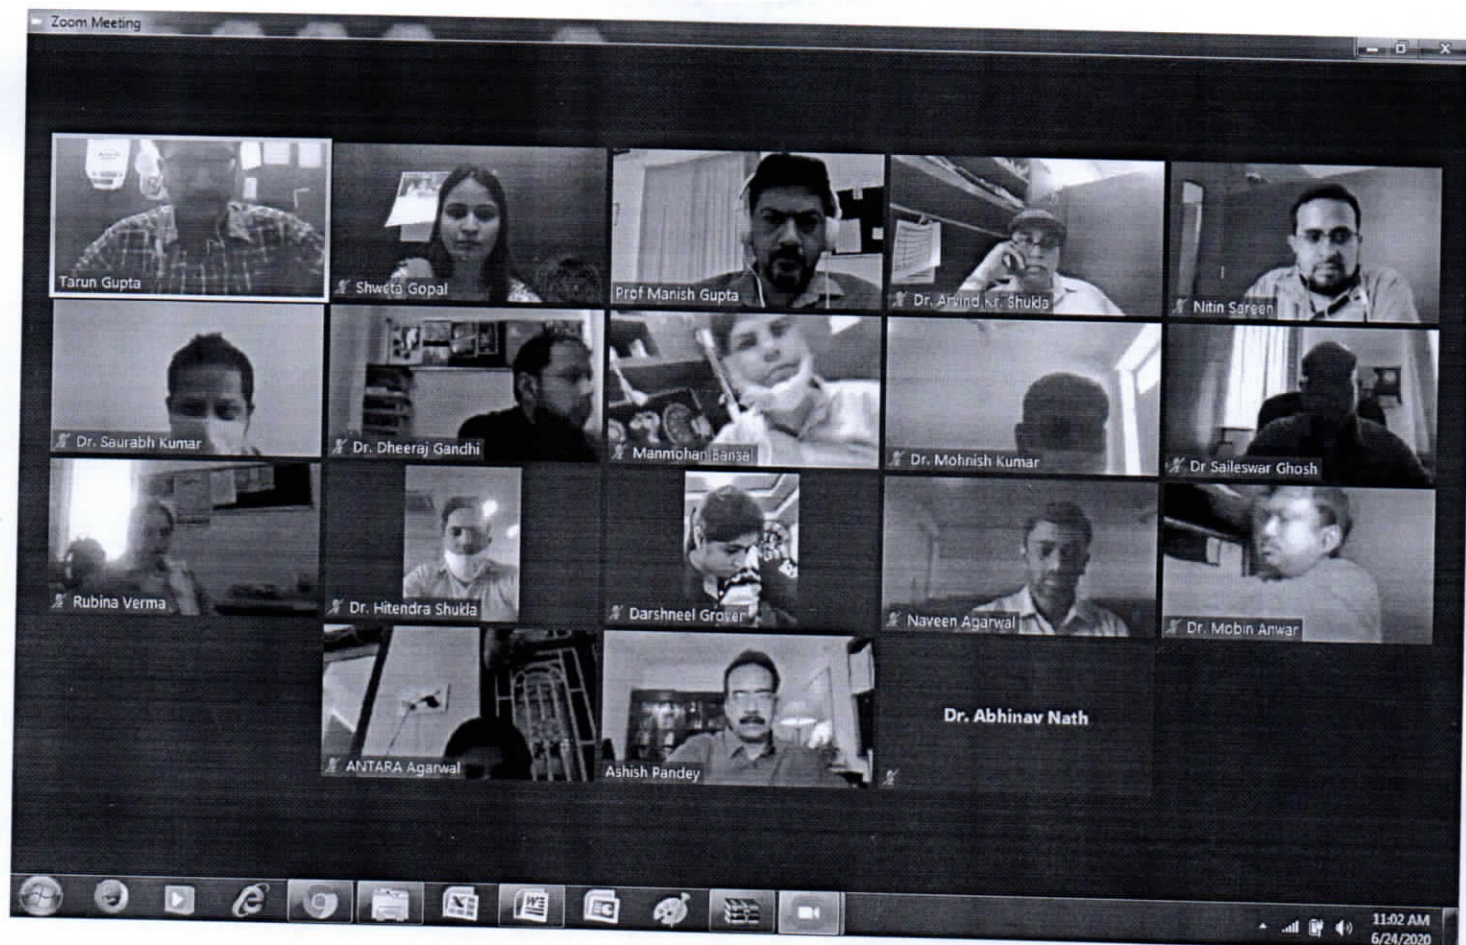 Zoom Meeting
Tarun Gupta
Shweta Gopal
Prof Manish Gupta
Dr. Arvind Kr. Shukla
Nitin Sareen
Dr. Saurabh Kumar
Dr. Dheeraj Gandhi
Manmohan Bansal
Dr. Mohnish Kumar
Dr Saileswar Ghosh
Rubina Verma
Dr. Hitendra Shukla
Darshneel Grover
Naveen Agarwal
Dr. Mobin Anwar
ANTARA Agarwal
Ashish Pandey
Dr. Abhinav Nath
11:02 AM
6/24/2020